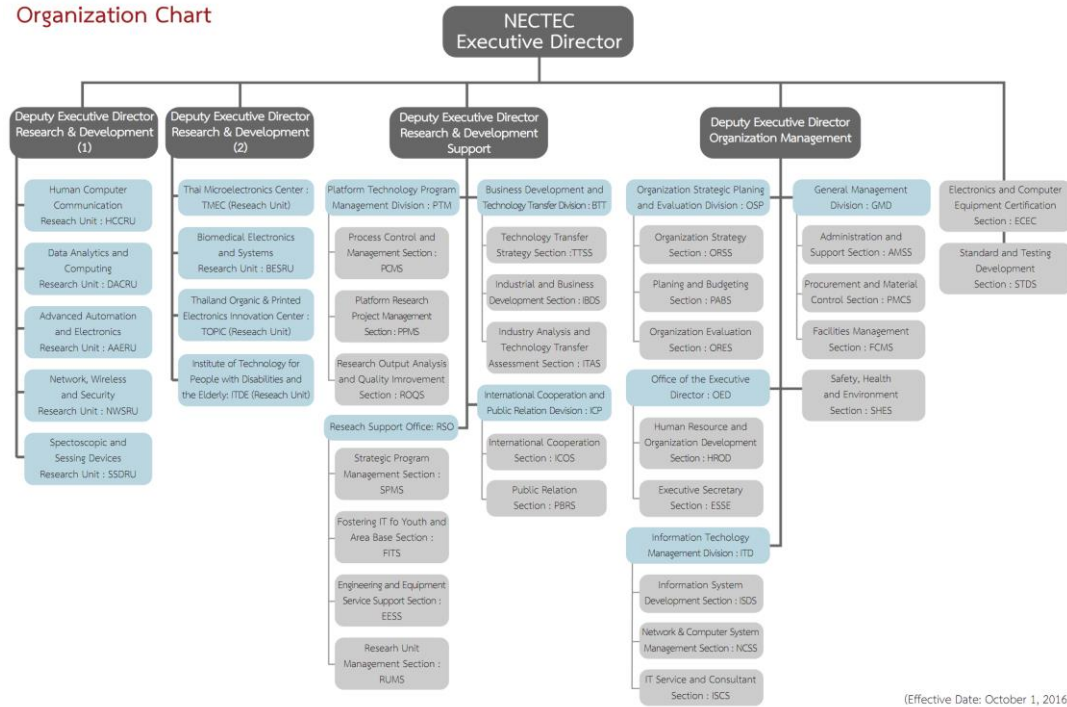 Organization Chart
NECTEC
Executive Director
Deputy Executive Director
Research & Development
(1)
Human Computer
Communication
Reseach Unit : HCCRU
Data Analytics and
Computing
Research Unit : DACRU
Advanced Automation
and Electronics
Research Unit : AAERU
Network, Wireless
and Security
Research Unit : NWSRU
Spectoscopic and
Sessing Devices
Research Unit : SSDRU
Deputy Executive Director
Research & Development
(2)
Thai Microelectronics Center :
TMEC (Reseach Unit)
Biomedical Electronics
and Systems
Research Unit : BESRU
Thailand Organic & Printed
Electronics Innovation Center :
TOPIC (Reseach Unit)
Institute of Technology for
People with Disabilities and
the Elderly: ITDE (Reseach Unit)
Deputy Executive Director
Research & Development
Support
Platform Technology Program
Management Division : PTM
Process Control and
Management Section :
PCMS
Platform Research
Project Management
Section : PPMS
Research Output Analysis
and Quality Imrovement
Section : ROQS
Reseach Support Office: RSO
Strategic Program
Management Section :
SPMS
Fostering IT fo Youth and
Area Base Section :
FITS
Engineering and Equipment
Service Support Section :
EESS
Researh Unit
Management Section :
RUMS
Business Development and
Technology Transfer Division : BTT
Technology Transfer
Strategy Section :TTSS
Industrial and Business
Development Section : IBDS
Industry Analysis and
Technology Transfer
Assessment Section : ITAS
International Cooperation and
Public Relation Devision : ICP
International Cooperation
Section : ICOS
Public Relation
Section : PBRS
Deputy Executive Director
Organization Management
Organization Strategic Planing
and Evaluation Division : OSP
Organization Strategy
Section : ORSS
Planing and Budgeting
Section : PABS
Organization Evaluation
Section : ORES
Office of the Executive
Director : OED
Human Resource and
Organization Development
Section : HROD
Executive Secretary
Section : ESSE
Information Techology
Management Division : ITD
Information System
Development Section : ISDS
Network & Computer System
Management Section : NCSS
IT Service and Consultant
Section : ISCS
General Management
Division : GMD
Administration and
Support Section : AMSS
Procurement and Material
Control Section : PMCS
Facilities Management
Section : FCMS
Safety, Health
and Environment
Section : SHES
Electronics and Computer
Equipment Certification
Section : ECEC
Standard and Testing
Development
Section : STDS
(Effective Date: October 1, 2016